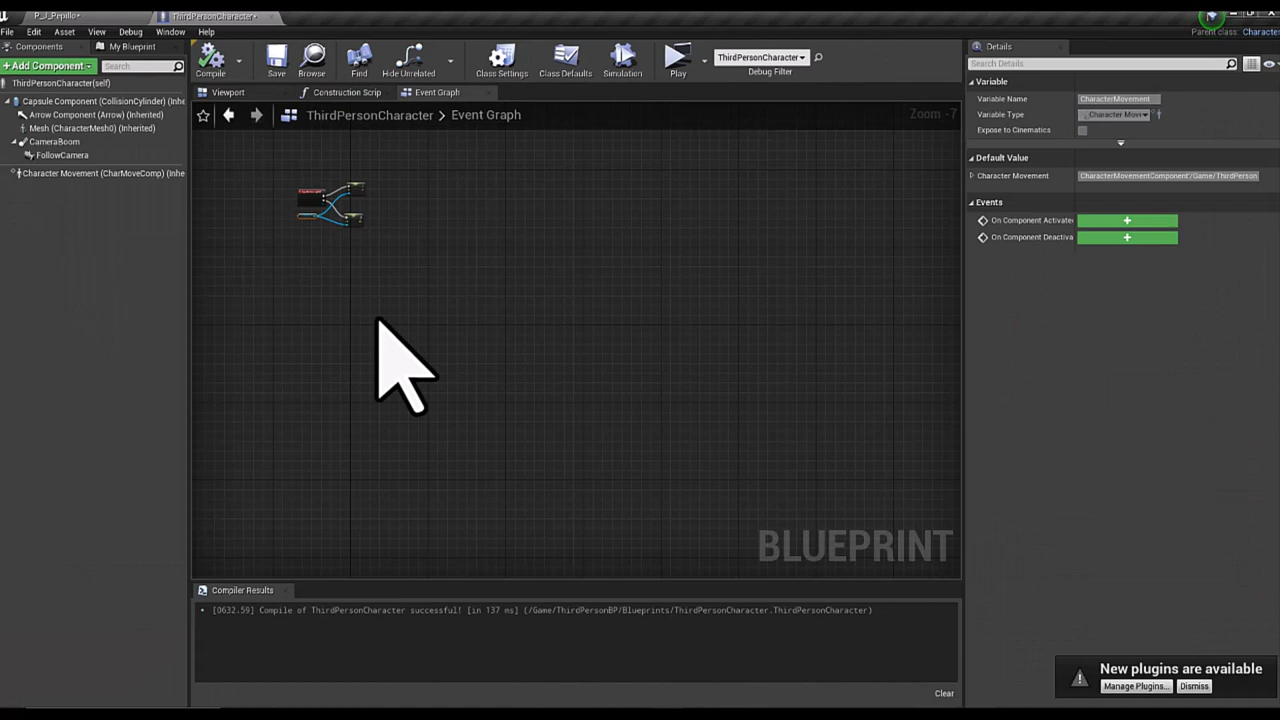 P_J_Pepillo•
ThirdPersonCharacter•
File Edit Asset View Debug Window Help
Parent class: Character
Components
My Blueprint
+Add Component
Search
ThirdPersonCharacter(self)
Capsule Component (CollisionCylinder) (Inhe
Arrow Component (Arrow) (Inherited)
Mesh (CharacterMesh0) (Inherited)
CameraBoom
FollowCamera
Character Movement (CharMoveComp) (Inhe
Compile
Save
Browse
Find
Hide Unrelated
Class Settings
Class Defaults
Simulation
Play
ThirdPersonCharacter
Debug Filter
Viewport
Construction Scrip
Event Graph
ThirdPersonCharacter > Event Graph
Zoom -7
BLUEPRINT
Compiler Results
• [0632.59] Compile of ThirdPersonCharacter successful! [in 137 ms] (/Game/ThirdPersonBP/Blueprints/ThirdPersonCharacter.ThirdPersonCharacter)
Clear
Details
Search Details
Variable
Variable Name CharacterMovement
Variable Type Character Move
Expose to Cinematics
Default Value
Character Movement CharacterMovementComponent'/Game/ThirdPerson
Events
On Component Activate +
On Component Deactiva +
New plugins are available
Manage Plugins... Dismiss